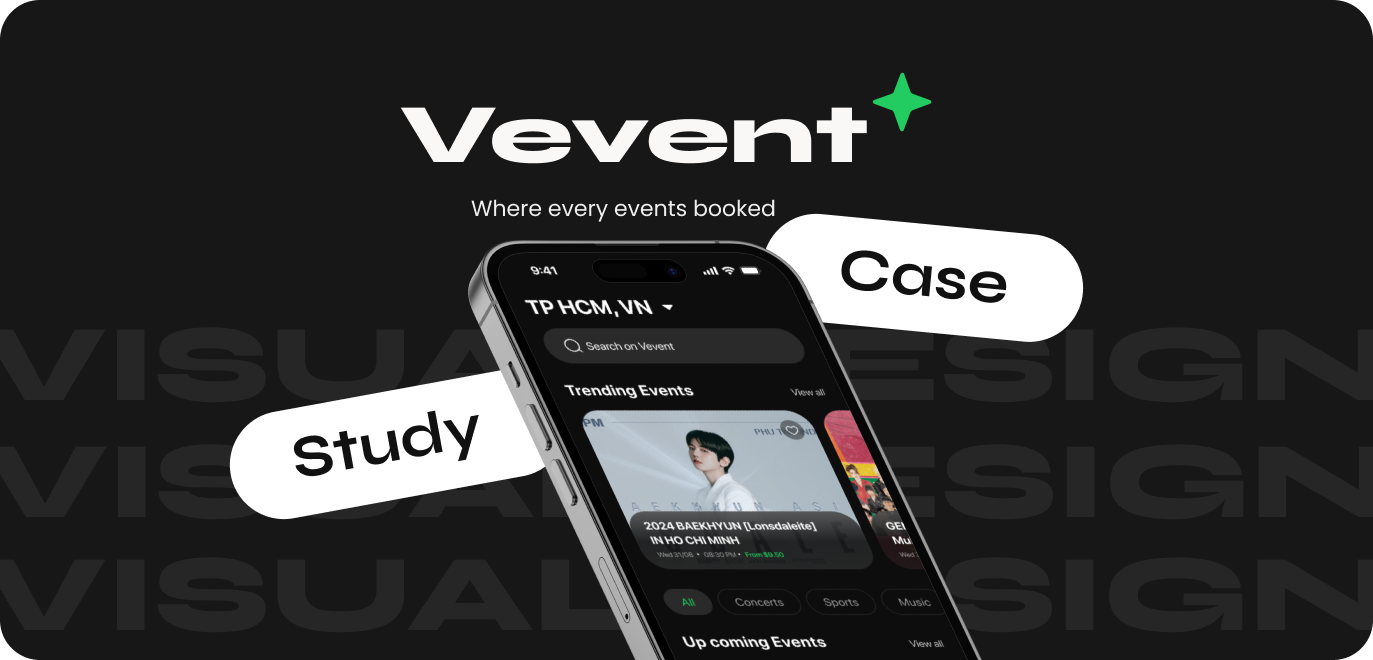 Vevent
Where every events booked
Case
Study
VISUAL DESIGN
VISUAL DESIGN
VISUAL DESIGN
9:41
TP HCM, VN
Search on Vevent
Trending Events
View all
PM
2024 BAEKHYUN [Lonsdaleite]
IN HO CHI MINH
Wed 31/08 • 08:30 PM • From $9.50
All
Concerts
Sports
Music
Up coming Events
View all